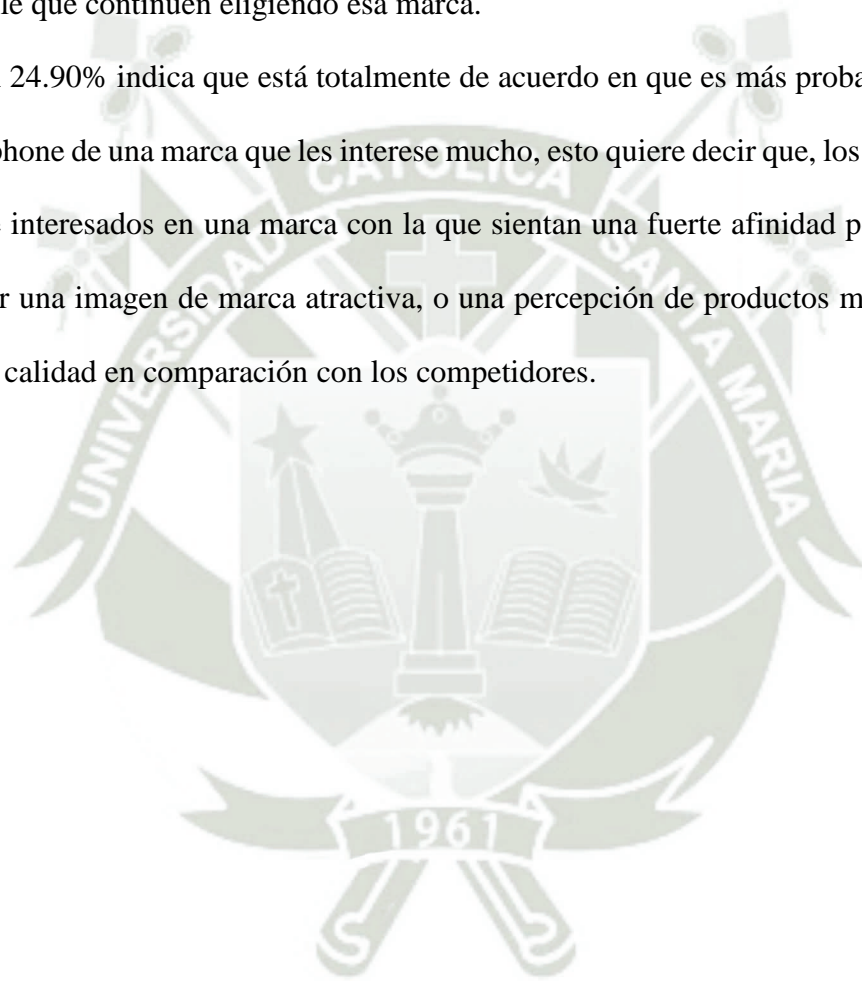 le que continúen eligiendo esa marca.
24.90% indica que está totalmente de acuerdo en que es más proba
phone de una marca que les interese mucho, esto quiere decir que, los
interesados en una marca con la que sientan una fuerte afinidad p
r una imagen de marca atractiva, o una percepción de productos m
calidad en comparación con los competidores.
UNIVERSIDAD CATOLICA SANTA MARIA
1961